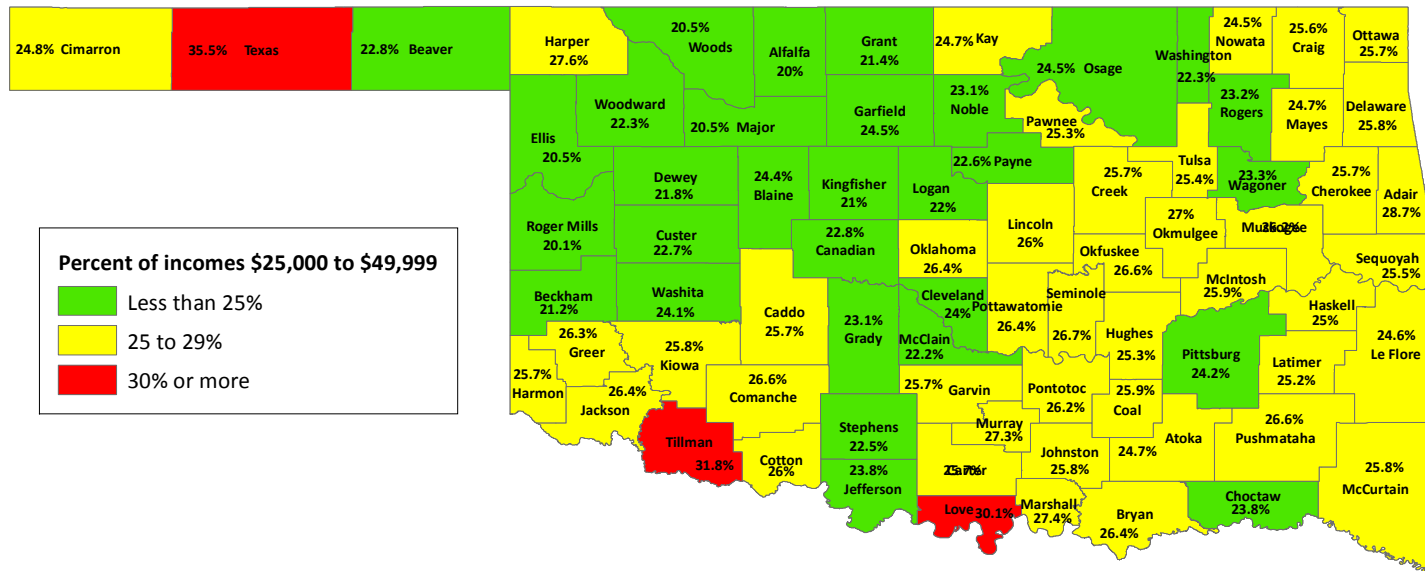 24.8% Cimarron
35.5% Texas
22.8% Beaver
Harper
27.6%
20.5%
Woods
Alfalfa
20%
Grant
21.4%
24.7% Kay
24.5% Osage
Washington
22.3%
24.5%
Nowata
25.6%
Craig
Ottawa
25.7%
Woodward
22.3%
20.5% Major
Garfield
24.5%
23.1%
Noble
Pawnee
25.3%
23.2%
Rogers
24.7%
Mayes
Delaware
25.8%
Ellis
20.5%
Dewey
21.8%
24.4%
Blaine
Kingfisher
21%
Logan
22%
22.6% Payne
25.7%
Creek
Tulsa
25.4%
23.3%
Wagoner
25.7%
Cherokee
Adair
28.7%
Roger Mills
20.1%
Custer
22.7%
22.8%
Canadian
Oklahoma
26.4%
Lincoln
26%
Okfuskee
26.6%
27%
Okmulgee
Muskogee
Sequoyah
25.5%
Percent of incomes $25,000 to $49,999
Less than 25%
25 to 29%
30% or more
Beckham
21.2%
Washita
24.1%
Caddo
25.7%
23.1%
Grady
Cleveland
24%
McClain
22.2%
Pottawatomie
26.4%
Seminole
26.7%
Hughes
25.3%
McIntosh
25.9%
Haskell
25%
24.6%
Le Flore
26.3%
Greer
25.8%
Kiowa
Pittsburg
24.2%
Latimer
25.2%
25.7%
Harmon
26.4%
Jackson
26.6%
Comanche
25.7% Garvin
Pontotoc
26.2%
25.9%
Coal
Murray
27.3%
Atoka
24.7%
26.6%
Pushmataha
Tillman
31.8%
Cotton
26%
Stephens
22.5%
Carter
Johnston
25.8%
25.8%
McCurtain
23.8%
Jefferson
Love 30.1%
Marshall
27.4%
Bryan
26.4%
Choctaw
23.8%